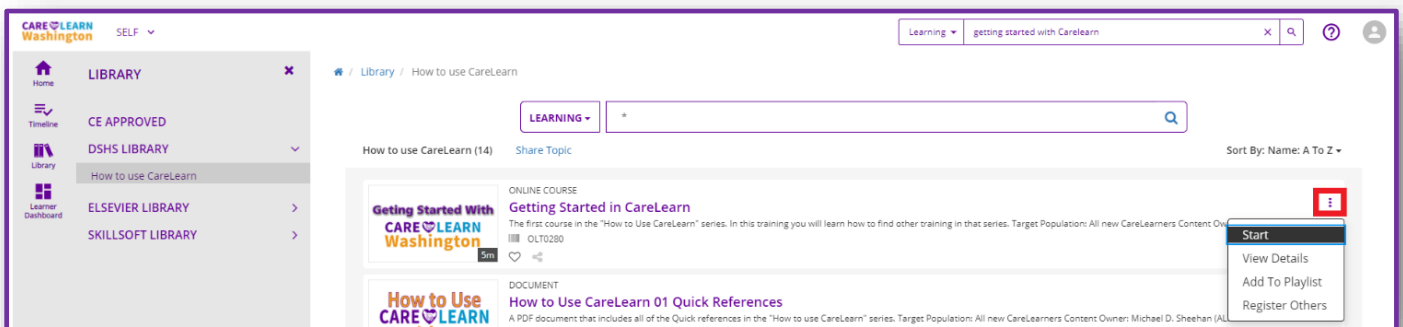 CARE LEARN
Washington
SELF
Learning
getting started with Carelearn
Home
Timeline
Library
Learner
Dashboard
LIBRARY
CE APPROVED
DSHS LIBRARY
How to use CareLearn
ELSEVIER LIBRARY
SKILLSOFT LIBRARY
/ Library / How to use CareLearn
LEARNING
*
How to use CareLearn (14)
Share Topic
Sort By: Name: A To Z
Geting Started With
CARE LEARN
Washington
5m
ONLINE COURSE
Getting Started in CareLearn
The first course in the "How to Use CareLearn" series. In this training you will learn how to find other training in that series. Target Population: All new CareLearners Content Ow
OLT0280
Start
View Details
Add To Playlist
Register Others
How to Use
CARE LEARN
DOCUMENT
How to Use CareLearn 01 Quick References
A PDF document that includes all of the Quick references in the "How to use CareLearn" series. Target Population: All new CareLearners Content Owner: Michael D. Sheehan (AL